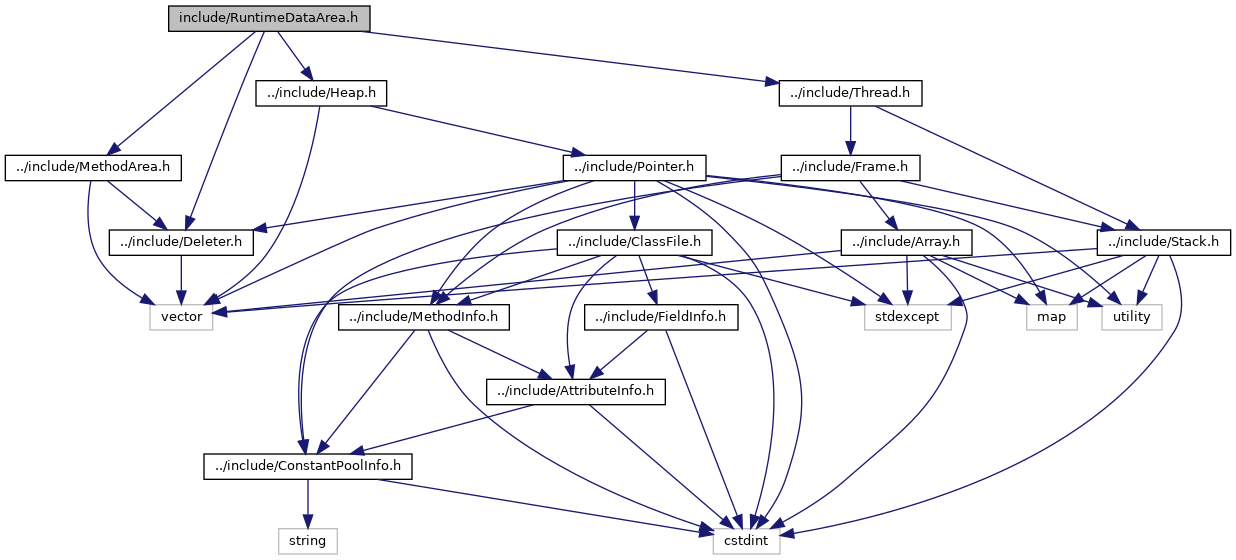 include/RuntimeDataArea.h
../include/Heap.h
../include/Thread.h
../include/MethodArea.h
../include/Pointer.h
../include/Frame.h
../include/Deleter.h
../include/ClassFile.h
../include/Array.h
../include/Stack.h
vector
../include/MethodInfo.h
../include/FieldInfo.h
stdexcept
map
utility
../include/AttributeInfo.h
../include/ConstantPoolInfo.h
string
cstdint